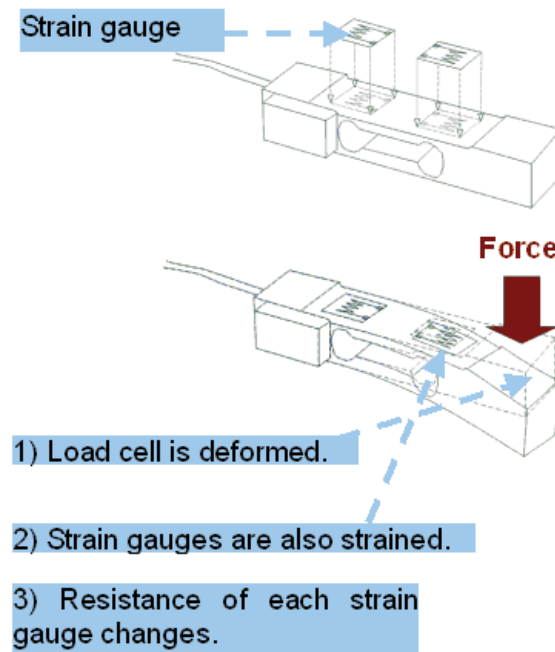 Strain gauge
Force
1) Load cell is deformed.
2) Strain gauges are also strained.
3) Resistance of each strain
gauge changes.